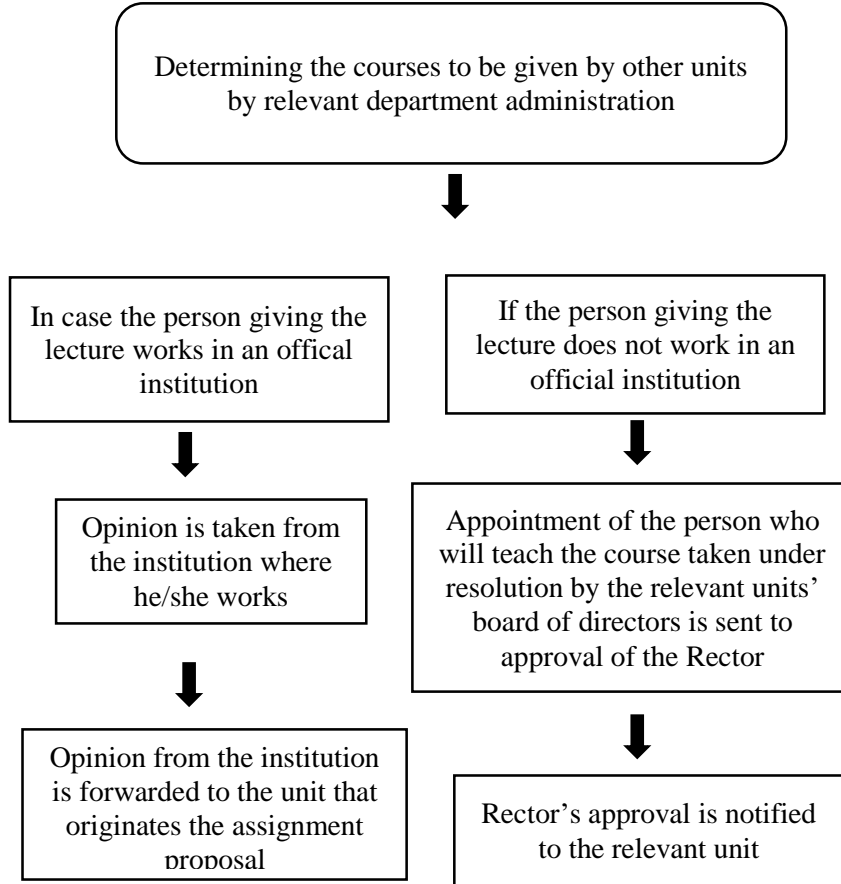 Determining the courses to be given by other units
by relevant department administration
In case the person giving the
lecture works in an offical
institution
If the person giving the
lecture does not work in an
official institution
Opinion is taken from
the institution where
he/she works
Appointment of the person who
will teach the course taken under
resolution by the relevant units’
board of directors is sent to
approval of the Rector
Opinion from the institution
is forwarded to the unit that
originates the assignment
proposal
Rector’s approval is notified
to the relevant unit